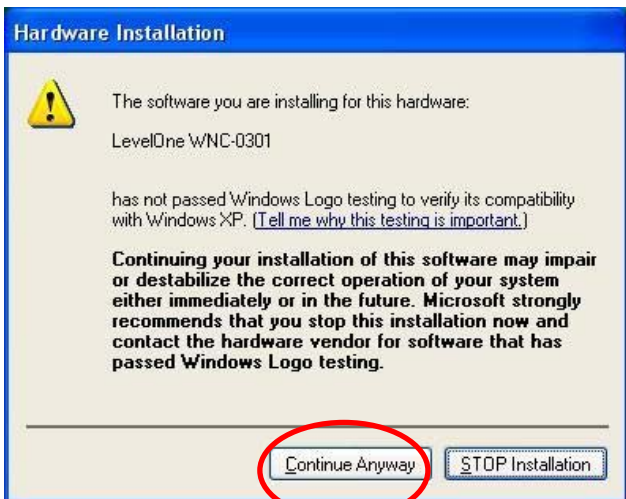 Hardware Installation
The software you are installing for this hardware:
LevelOne WNC-0301
has not passed Windows Logo testing to verify its compatibility
with Windows XP. (Tell me why this testing is important.)
Continuing your installation of this software may impair
or destabilize the correct operation of your system
either immediately or in the future. Microsoft strongly
recommends that you stop this installation now and
contact the hardware vendor for software that has
passed Windows Logo testing.
Continue Anyway STOP Installation